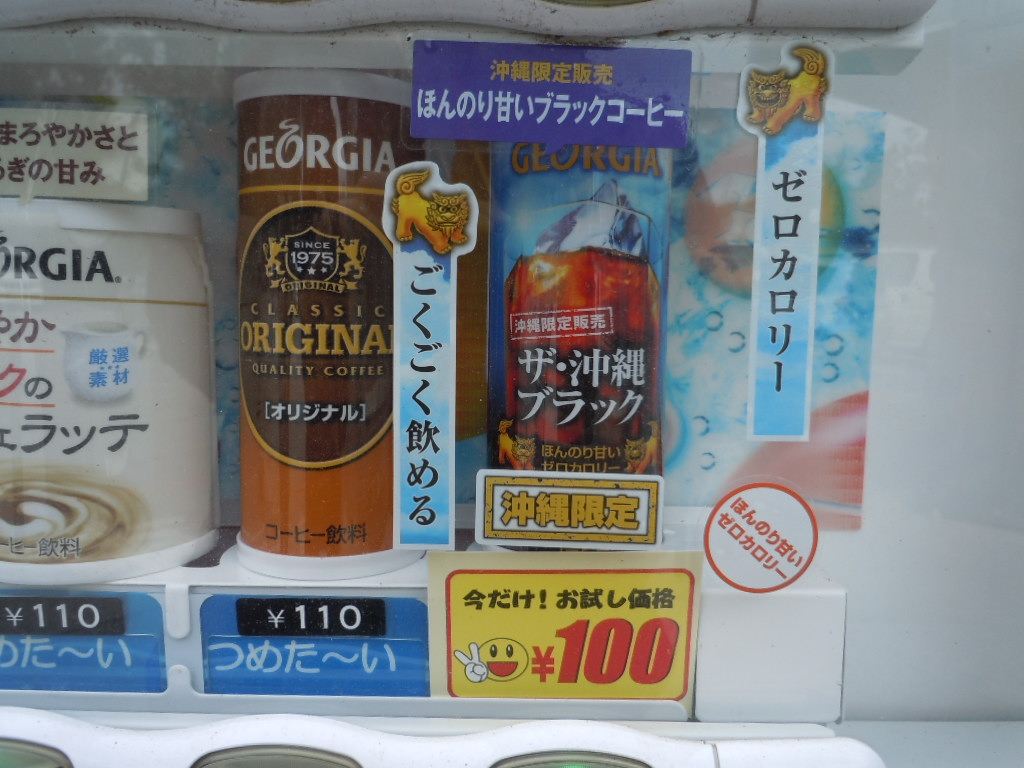 沖縄限定販売
ほんのり甘いブラックコーヒー
まろやかさと
ぎの甘み
GEORGIA
SINCE
1975
ORIGINAL
CLASSIC
ORIGINAL
QUALITY COFFEE
[オリジナル]
コーヒー飲料
ごくごく飲める
GEORGIA
沖縄限定販売
ザ・沖縄
ブラック
ほんのり甘い
ゼロカロリー
沖縄限定
ゼロカロリー
ほんのり甘い
ゼロカロリー
ORGIA
やか
クの
厳選
素材
ェラッテ
ーヒー飲料
¥110
めた〜い
¥110
つめた〜い
今だけ!お試し価格
¥100